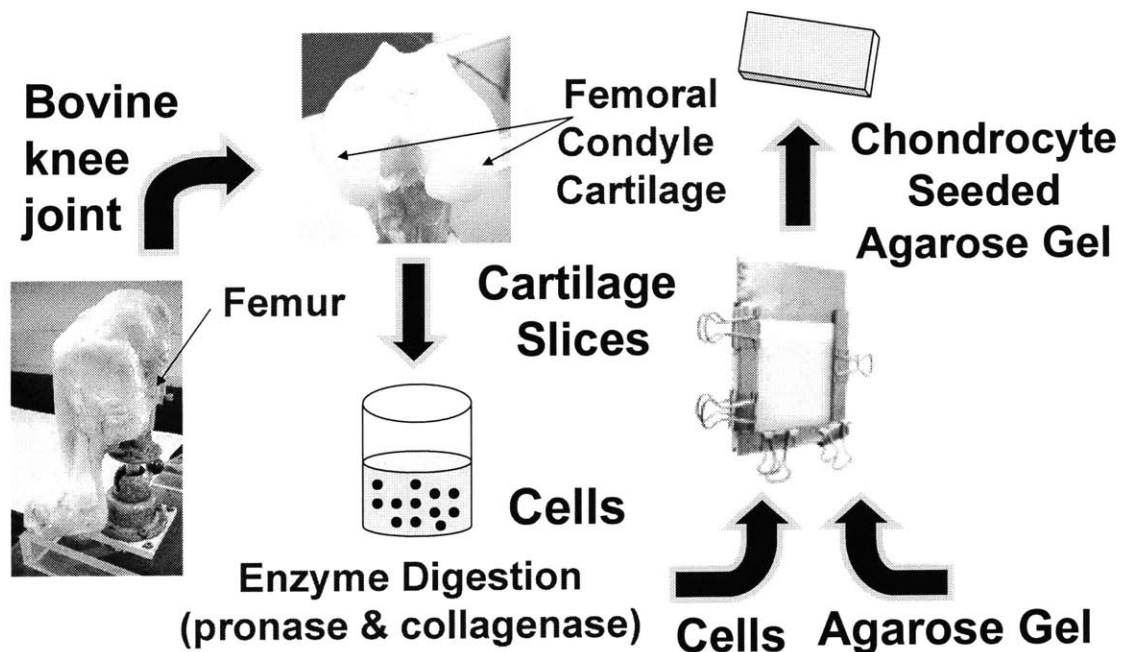 Bovine
knee
joint
Femur
Femoral
Condyle
Cartilage
Cartilage
Slices
Cells
Enzyme Digestion
(pronase & collagenase)
Cells
Agarose Gel
Chondrocyte
Seeded
Agarose Gel